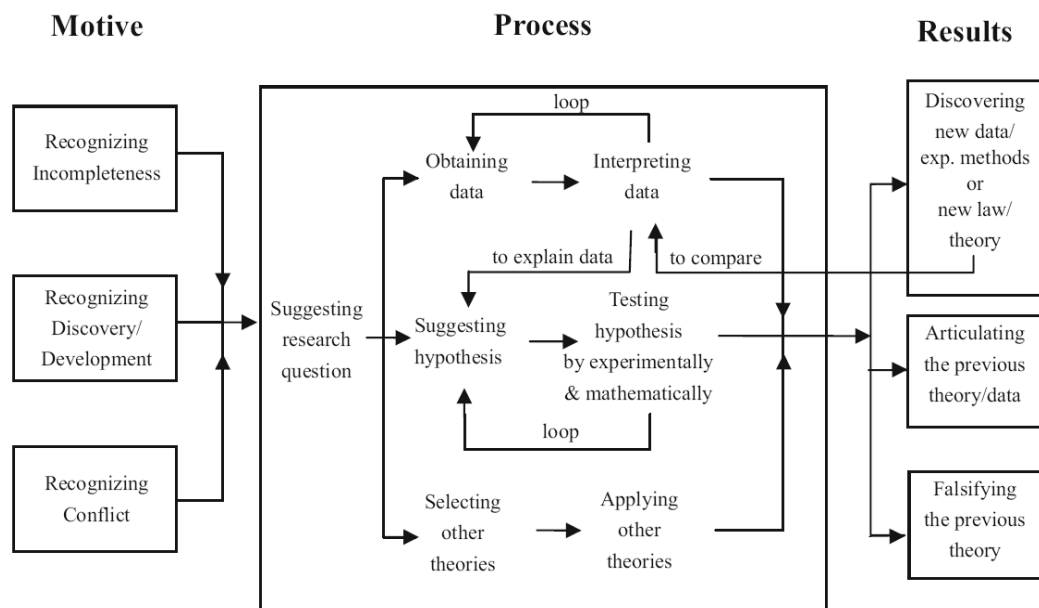 Motive
Process
Results
Recognizing
Incompleteness
Recognizing
Discovery/
Development
Recognizing
Conflict
Suggesting
research
question
loop
Obtaining
data
Interpreting
data
to explain data
to compare
Suggesting
hypothesis
Testing
hypothesis
by experimentally
& mathematically
loop
Selecting
other
theories
Applying
other
theories
Discovering
new data/
exp. methods
or
new law/
theory
Articulating
the previous
theory/data
Falsifying
the previous
theory